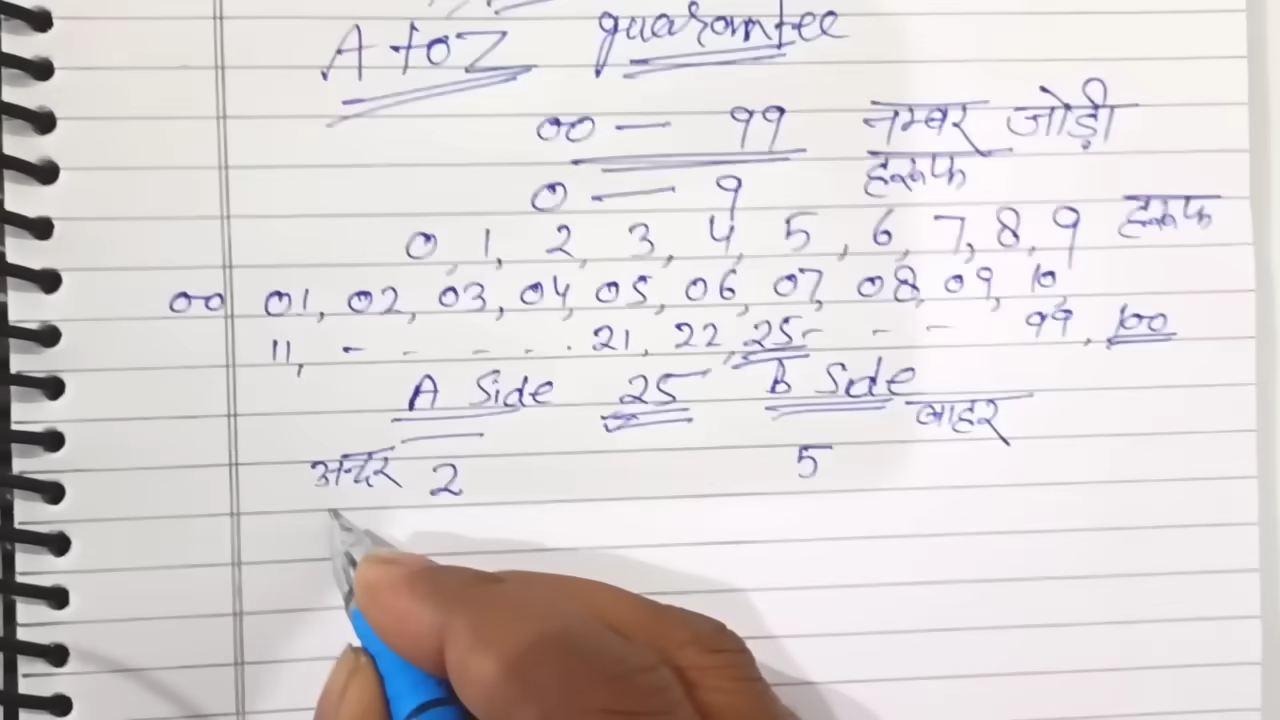 A to Z guarantee
00 — 99 नम्बर जोड़ी
0 — 9 हरूफ
0, 1, 2, 3, 4, 5, 6, 7, 8, 9 हरूफ
00 01, 02, 03, 04, 05, 06, 07, 08, 09, 10
11, - - - - . . 21, 22, 25 - - - 99, 100
A Side 25 B Side
बाहर
अन्दर 2 5